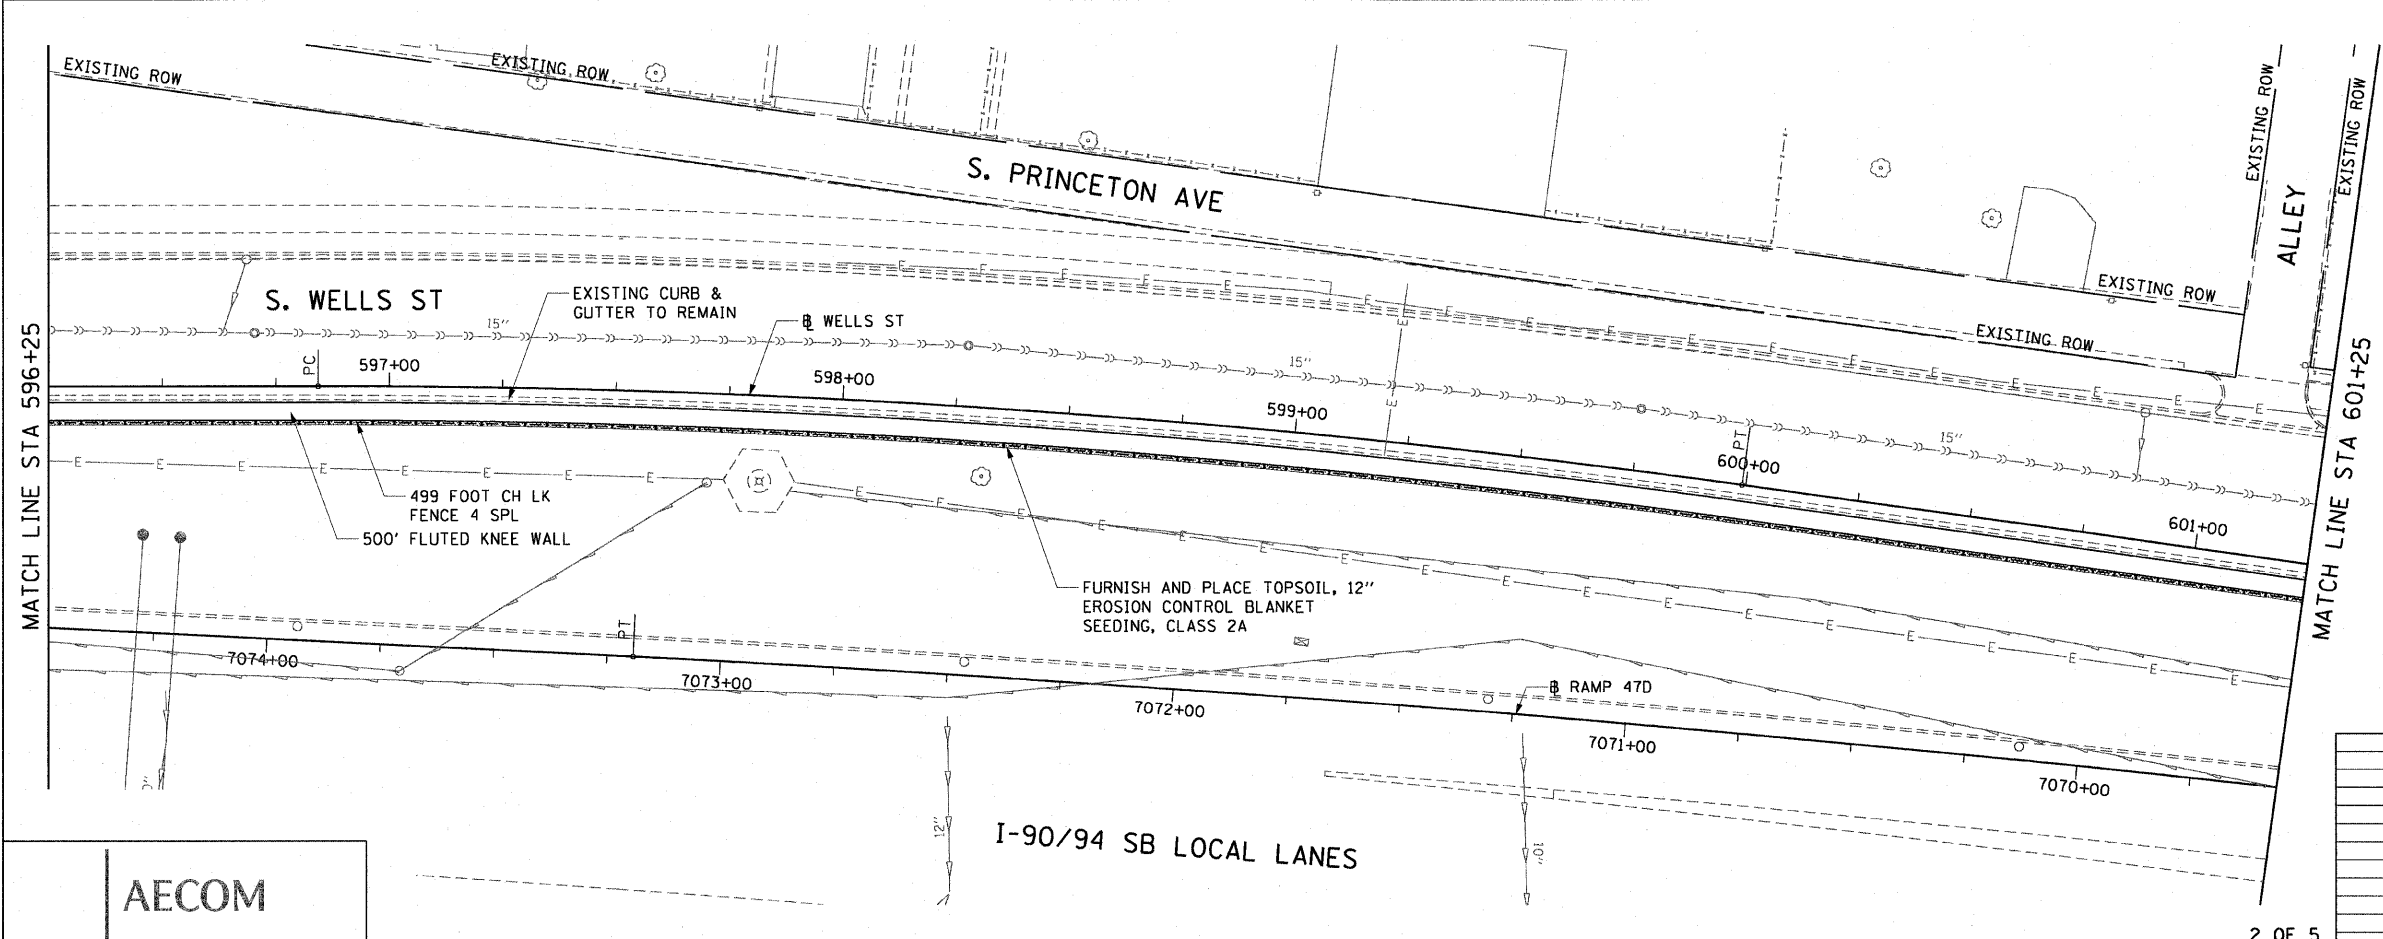 EXISTING ROW
EXISTING ROW
S. PRINCETON AVE
EXISTING ROW
EXISTING ROW
ALLEY
EXISTING ROW
EXISTING ROW
S. WELLS ST
EXISTING CURB &
GUTTER TO REMAIN
℄ WELLS ST
15"
15"
15"
PC
597+00
598+00
599+00
PT
600+00
601+00
MATCH LINE STA 596+25
MATCH LINE STA 601+25
E E E E E E E E E E E E E E E E E
E
E
499 FOOT CH LK
FENCE 4 SPL
500' FLUTED KNEE WALL
FURNISH AND PLACE TOPSOIL, 12"
EROSION CONTROL BLANKET
SEEDING, CLASS 2A
E E E E E E E E E E E E E E E E E E E E E E E E E E
PT
7074+00
7073+00
7072+00
7071+00
7070+00
℄ RAMP 47D
12"
10"
I-90/94 SB LOCAL LANES
AECOM
2 OF 5